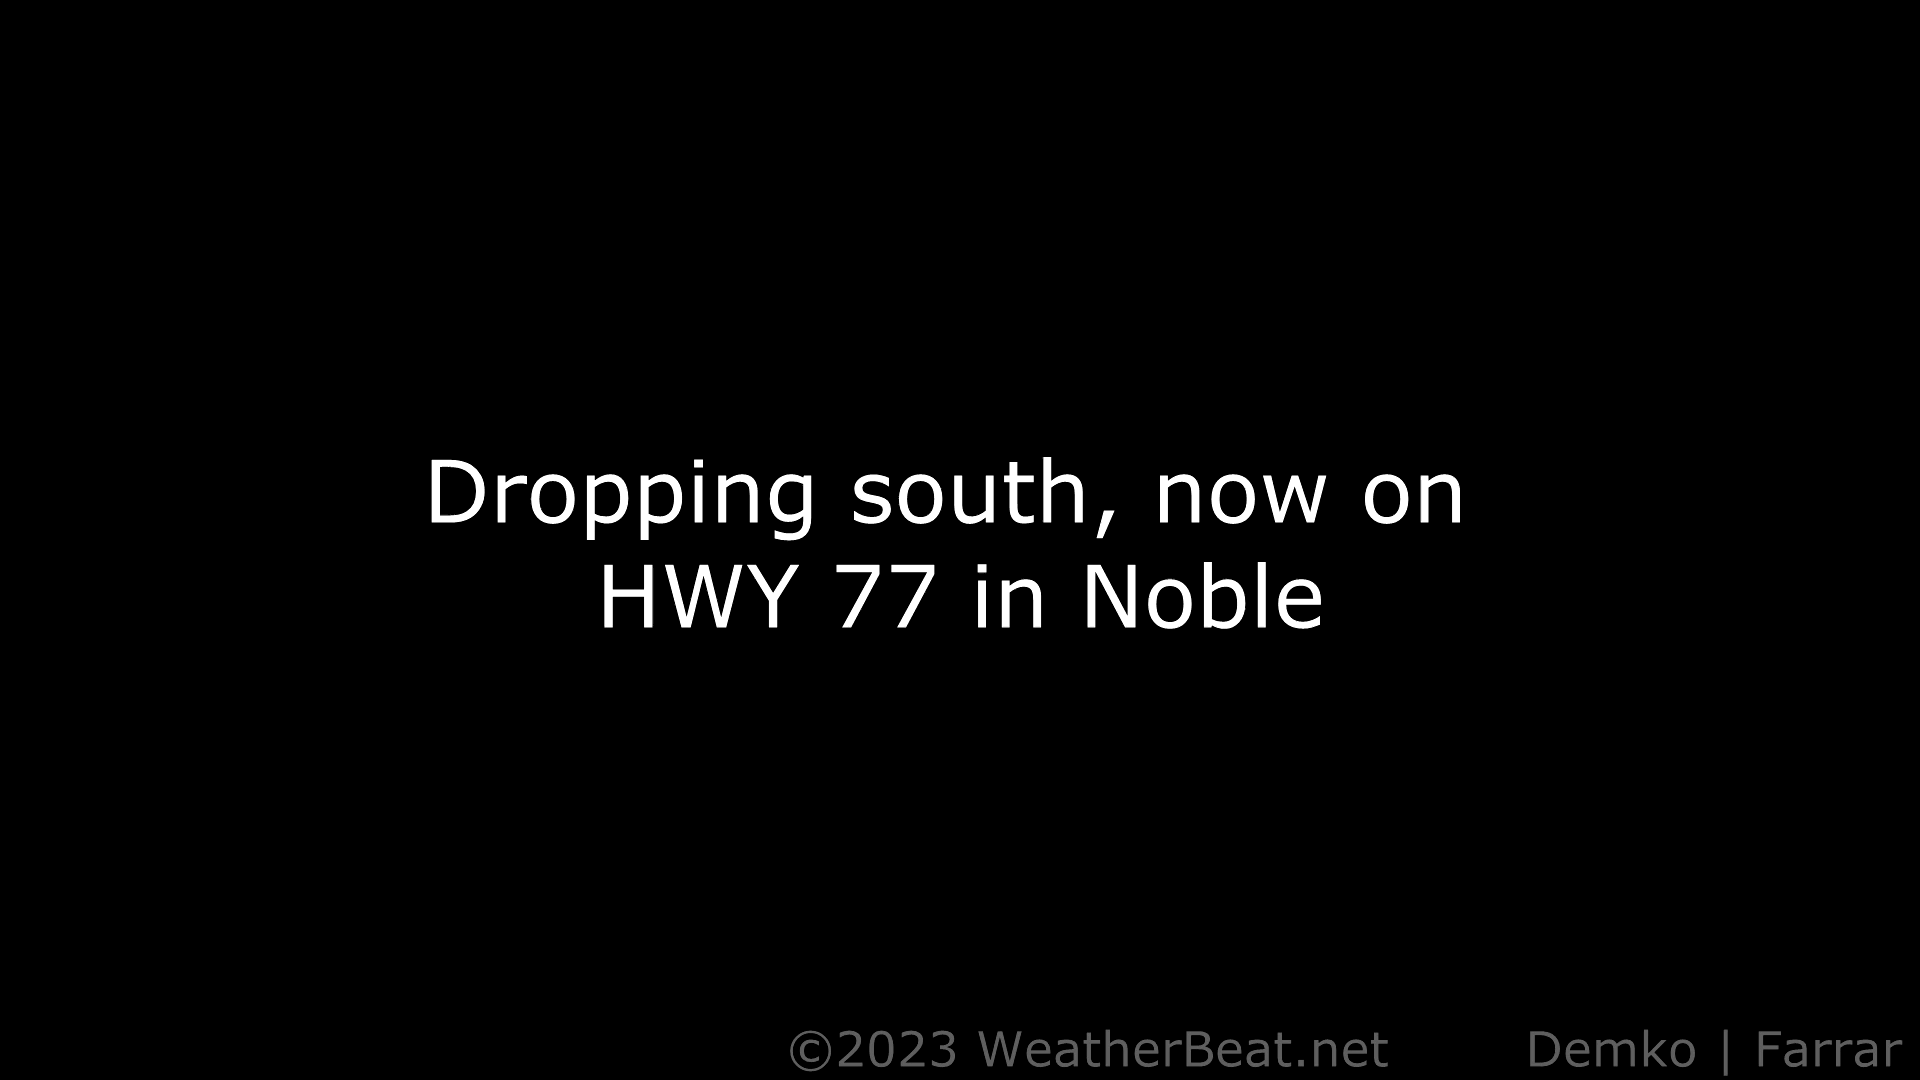 Dropping south, now on
HWY 77 in Noble
©2023 WeatherBeat.net Demko | Farrar